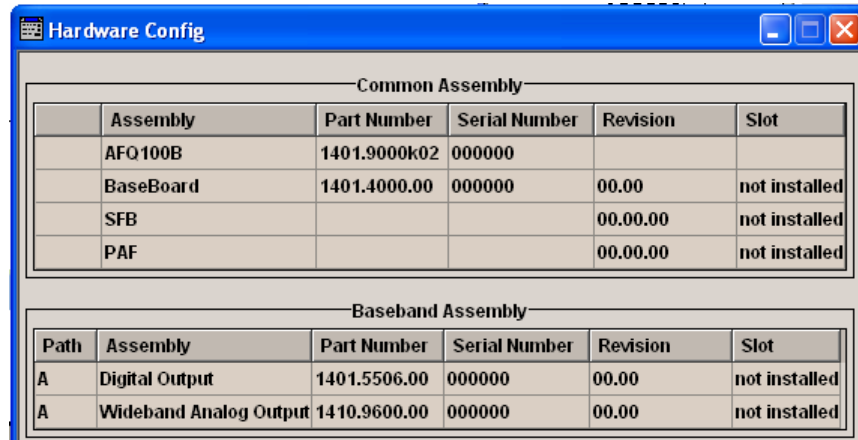 Hardware Config
Common Assembly
Assembly Part Number Serial Number Revision Slot
AFQ100B 1401.9000k02 000000
BaseBoard 1401.4000.00 000000 00.00 not installed
SFB 00.00.00 not installed
PAF 00.00.00 not installed
Baseband Assembly
Path Assembly Part Number Serial Number Revision Slot
A Digital Output 1401.5506.00 000000 00.00 not installed
A Wideband Analog Output 1410.9600.00 000000 00.00 not installed